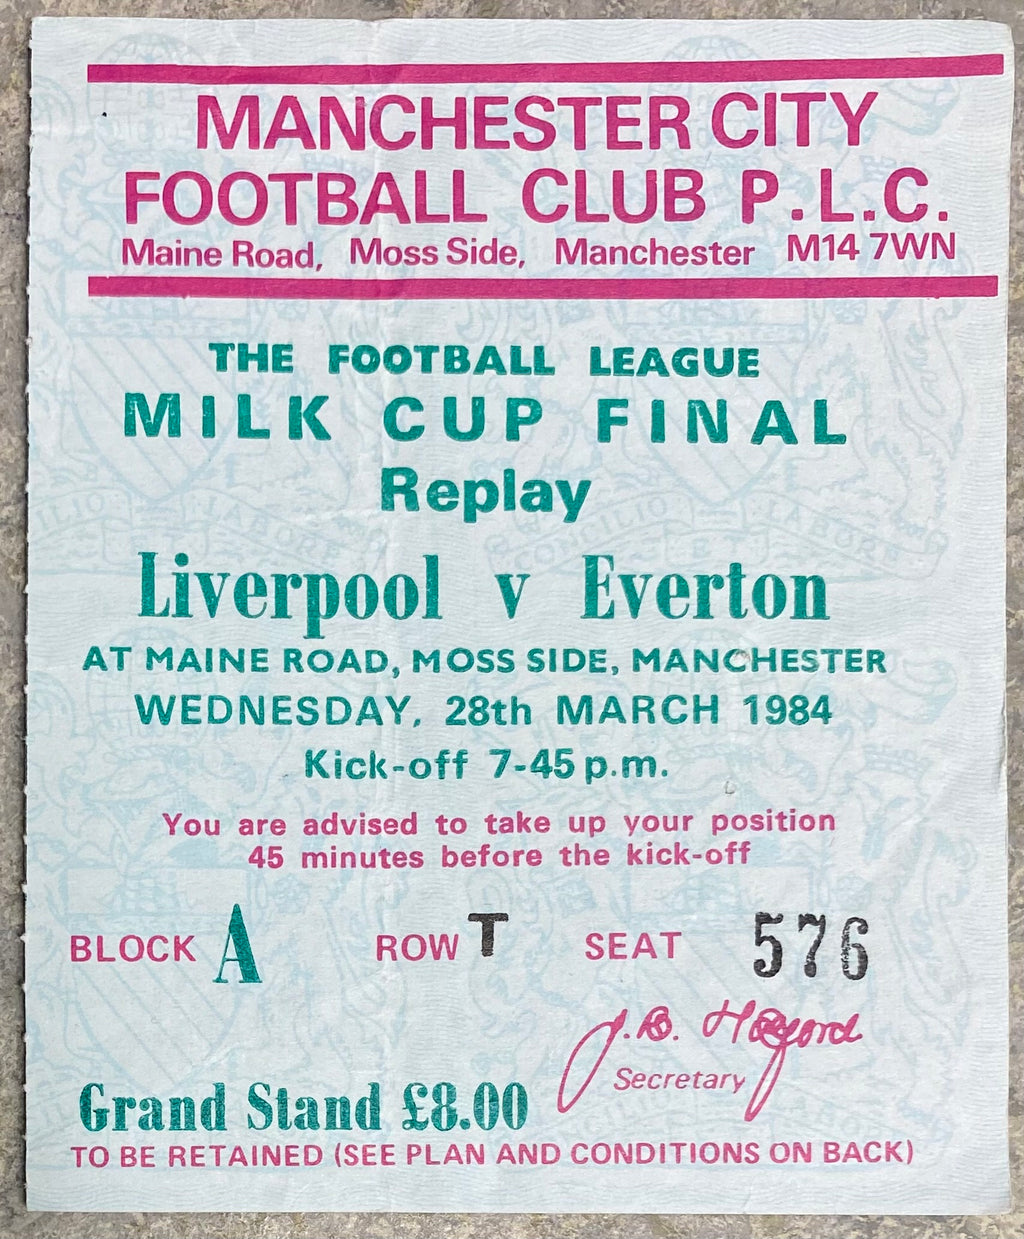 MANCHESTER CITY
FOOTBALL CLUB P.L.C.
Maine Road, Moss Side, Manchester M14 7WN
THE FOOTBALL LEAGUE
MILK CUP FINAL
Replay
Liverpool v Everton
AT MAINE ROAD, MOSS SIDE, MANCHESTER
WEDNESDAY, 28th MARCH 1984
Kick-off 7-45 p.m.
You are advised to take up your position
45 minutes before the kick-off
BLOCK A ROW T SEAT 576
J.B. Halford
Secretary
Grand Stand £8.00
TO BE RETAINED (SEE PLAN AND CONDITIONS ON BACK)